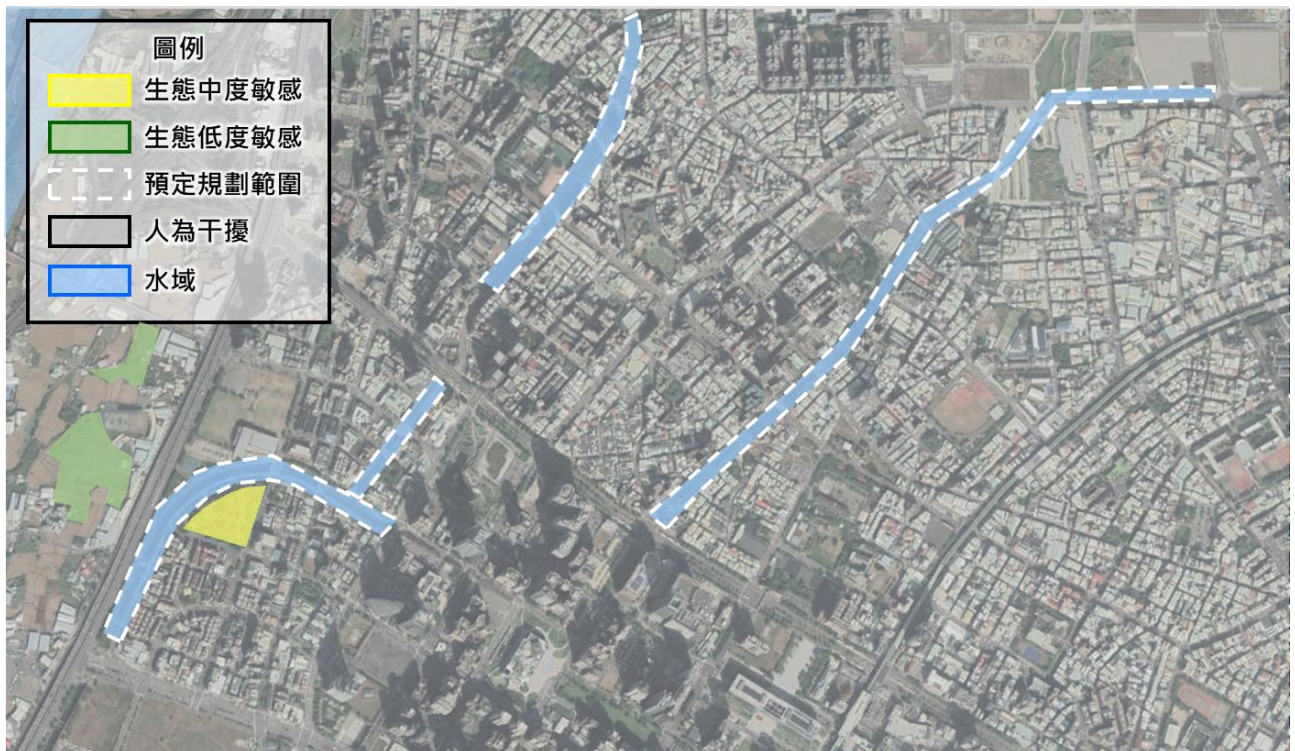 圖例
生態中度敏感
生態低度敏感
預定規劃範圍
人為干擾
水域